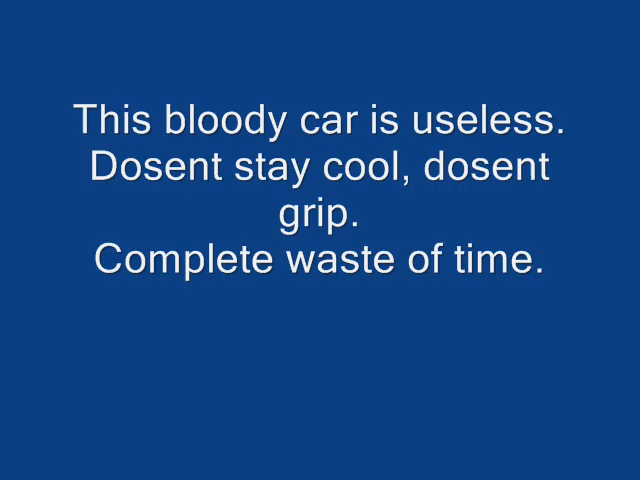 This bloody car is useless.
Dosent stay cool, dosent
grip.
Complete waste of time.